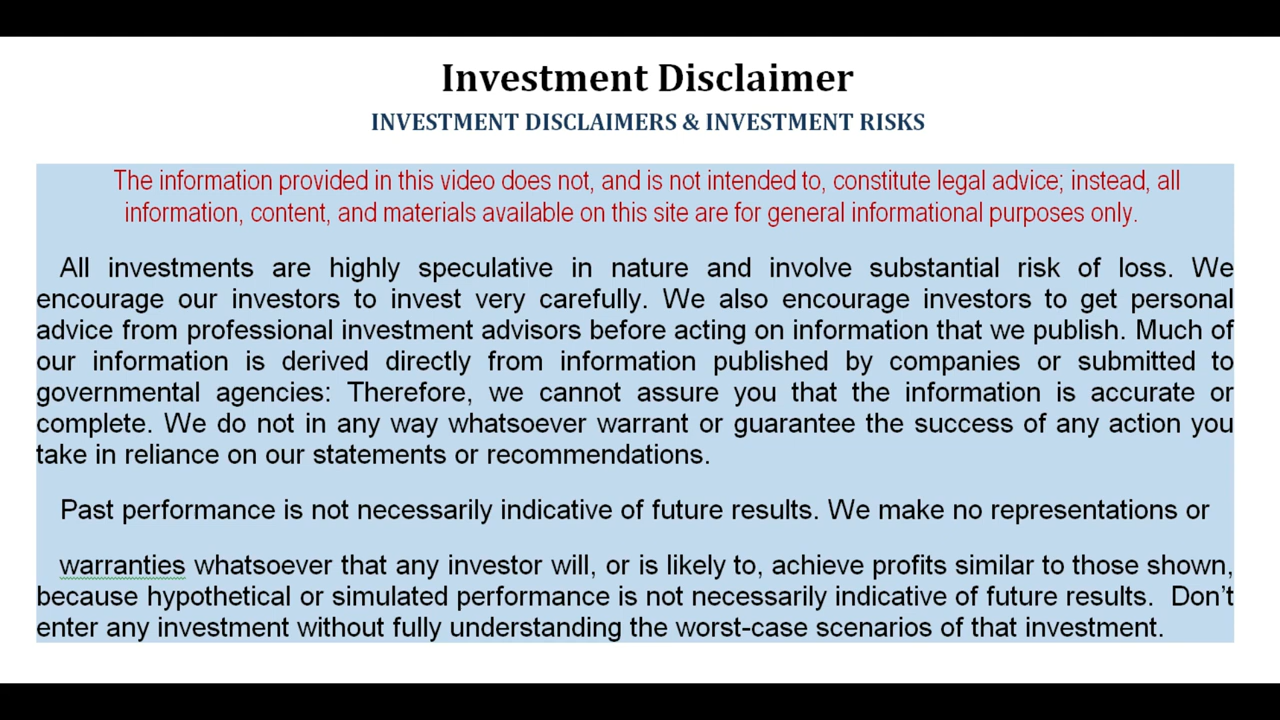 Investment Disclaimer
INVESTMENT DISCLAIMERS & INVESTMENT RISKS
The information provided in this video does not, and is not intended to, constitute legal advice; instead, all
information, content, and materials available on this site are for general informational purposes only.
All investments are highly speculative in nature and involve substantial risk of loss. We
encourage our investors to invest very carefully. We also encourage investors to get personal
advice from professional investment advisors before acting on information that we publish. Much of
our information is derived directly from information published by companies or submitted to
governmental agencies: Therefore, we cannot assure you that the information is accurate or
complete. We do not in any way whatsoever warrant or guarantee the success of any action you
take in reliance on our statements or recommendations.
Past performance is not necessarily indicative of future results. We make no representations or
warranties whatsoever that any investor will, or is likely to, achieve profits similar to those shown,
because hypothetical or simulated performance is not necessarily indicative of future results.  Don’t
enter any investment without fully understanding the worst-case scenarios of that investment.